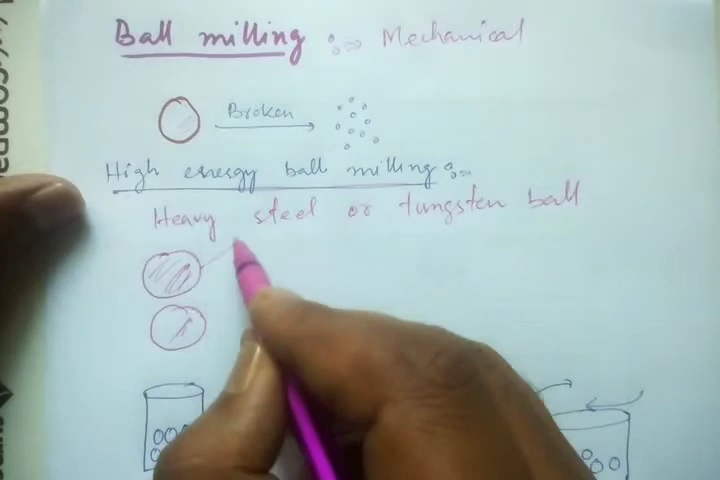 Ball milling :⇒ Mechanical
Broken
High energy ball milling :-
Heavy steel or tungsten ball